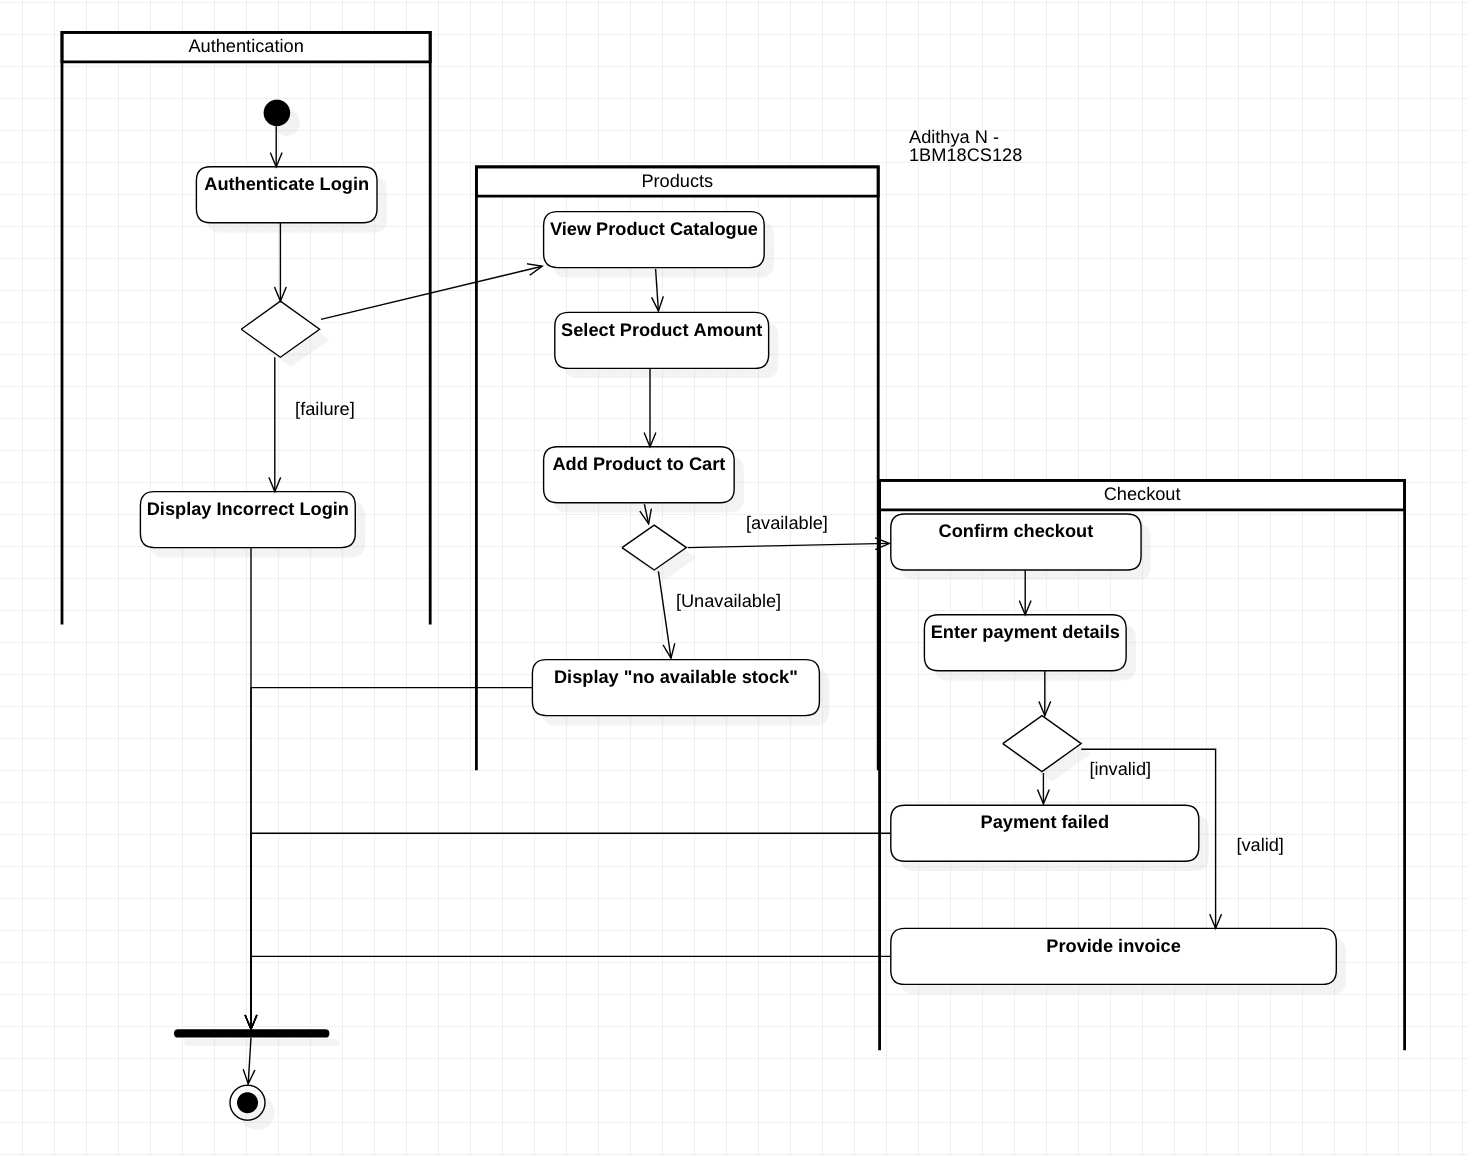 Authentication
Authenticate Login
[failure]
Display Incorrect Login
Adithya N -
1BM18CS128
Products
View Product Catalogue
Select Product Amount
Add Product to Cart
[available]
[Unavailable]
Display "no available stock"
Checkout
Confirm checkout
Enter payment details
[invalid]
Payment failed
[valid]
Provide invoice